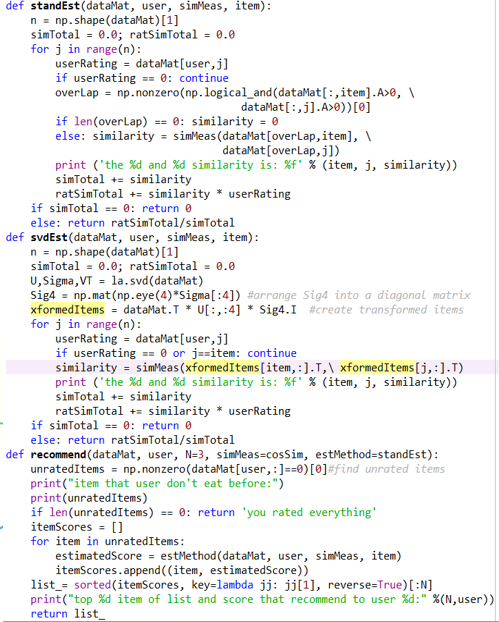 def standEst(dataMat, user, simMeas, item):
    n = np.shape(dataMat)[1]
    simTotal = 0.0; ratSimTotal = 0.0
    for j in range(n):
        userRating = dataMat[user,j]
        if userRating == 0: continue
        overLap = np.nonzero(np.logical_and(dataMat[:,item].A>0, \
                                      dataMat[:,j].A>0))[0]
        if len(overLap) == 0: similarity = 0
        else: similarity = simMeas(dataMat[overLap,item], \
                                   dataMat[overLap,j])
        print ('the %d and %d similarity is: %f' % (item, j, similarity))
        simTotal += similarity
        ratSimTotal += similarity * userRating
    if simTotal == 0: return 0
    else: return ratSimTotal/simTotal
def svdEst(dataMat, user, simMeas, item):
    n = np.shape(dataMat)[1]
    simTotal = 0.0; ratSimTotal = 0.0
    U,Sigma,VT = la.svd(dataMat)
    Sig4 = np.mat(np.eye(4)*Sigma[:4]) #arrange Sig4 into a diagonal matrix
    xformedItems = dataMat.T * U[:,:4] * Sig4.I  #create transformed items
    for j in range(n):
        userRating = dataMat[user,j]
        if userRating == 0 or j==item: continue
        similarity = simMeas(xformedItems[item,:].T,\ xformedItems[j,:].T)
        print ('the %d and %d similarity is: %f' % (item, j, similarity))
        simTotal += similarity
        ratSimTotal += similarity * userRating
    if simTotal == 0: return 0
    else: return ratSimTotal/simTotal
def recommend(dataMat, user, N=3, simMeas=cosSim, estMethod=standEst):
    unratedItems = np.nonzero(dataMat[user,:]==0)[0]#find unrated items
    print("item that user don't eat before:")
    print(unratedItems)
    if len(unratedItems) == 0: return 'you rated everything'
    itemScores = []
    for item in unratedItems:
        estimatedScore = estMethod(dataMat, user, simMeas, item)
        itemScores.append((item, estimatedScore))
    list_= sorted(itemScores, key=lambda jj: jj[1], reverse=True)[:N]
    print("top %d item of list and score that recommend to user %d:" %(N,user))
    return list_